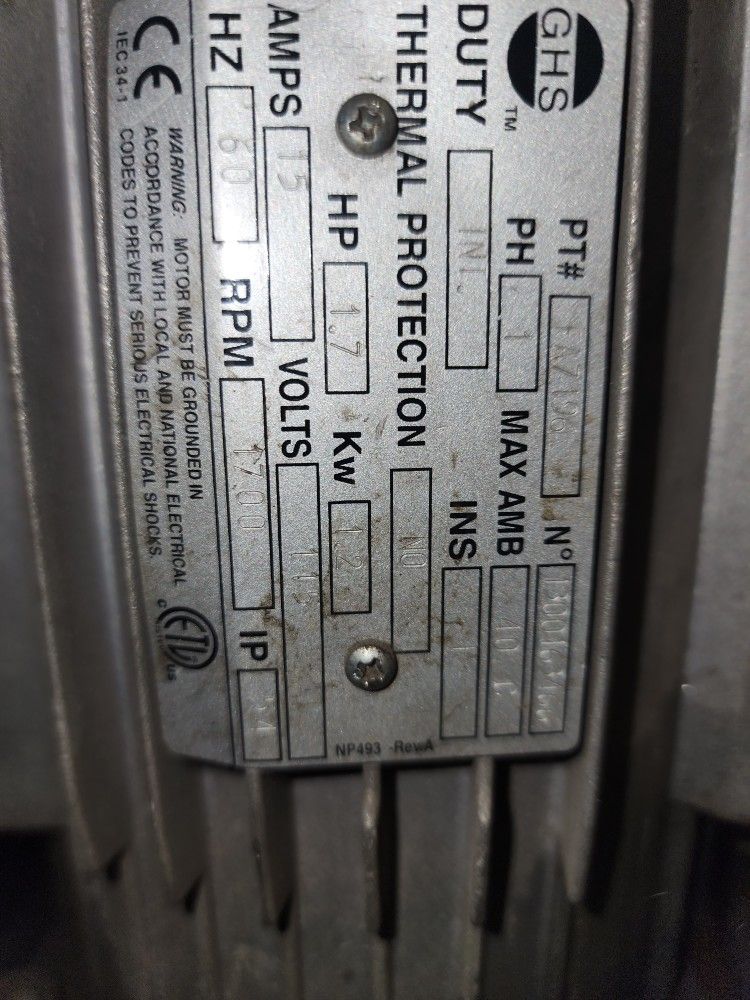 GHS
TM
PT#
N°
PH 1 MAX AMB 40 C
DUTY INT. INS F
THERMAL PROTECTION NO
HP 1.7 Kw 1.2
AMPS 15 VOLTS 115
HZ 60 RPM 1700 IP 54
CE
IEC 34-1
WARNING: MOTOR MUST BE GROUNDED IN
ACCORDANCE WITH LOCAL AND NATIONAL ELECTRICAL
CODES TO PREVENT SERIOUS ELECTRICAL SHOCKS.
c ETL us
NP493 -RevA